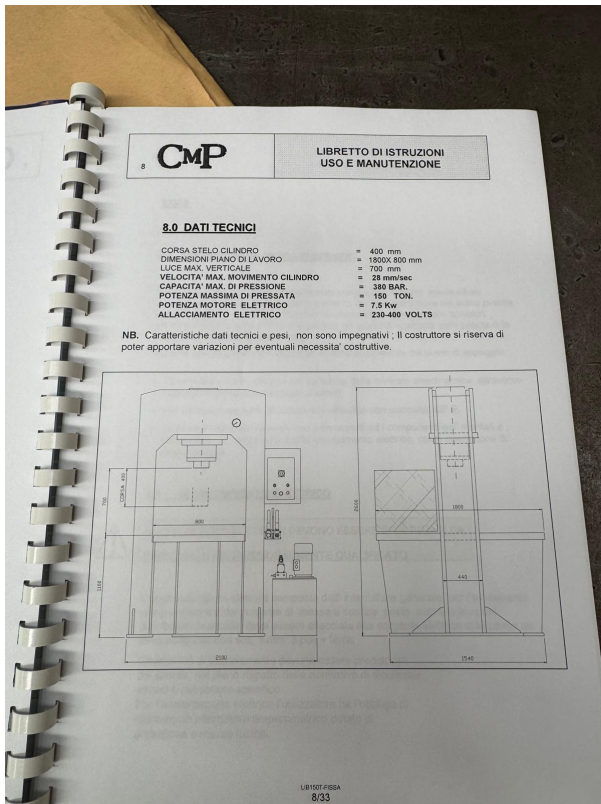 8
CMP
LIBRETTO DI ISTRUZIONI
USO E MANUTENZIONE
8.0 DATI TECNICI
CORSA STELO CILINDRO = 400 mm
DIMENSIONI PIANO DI LAVORO = 1800X 800 mm
LUCE MAX. VERTICALE = 700 mm
VELOCITA' MAX. MOVIMENTO CILINDRO = 28 mm/sec
CAPACITA' MAX. DI PRESSIONE = 380 BAR.
POTENZA MASSIMA DI PRESSATA = 150 TON.
POTENZA MOTORE ELETTRICO = 7.5 Kw
ALLACCIAMENTO ELETTRICO = 230-400 VOLTS
NB. Caratteristiche dati tecnici e pesi, non sono impegnativi ; Il costruttore si riserva di
poter apportare variazioni per eventuali necessita' costruttive.
700
CORSA 400
800
1800
440
1540
LIB150T-FISSA
8/33